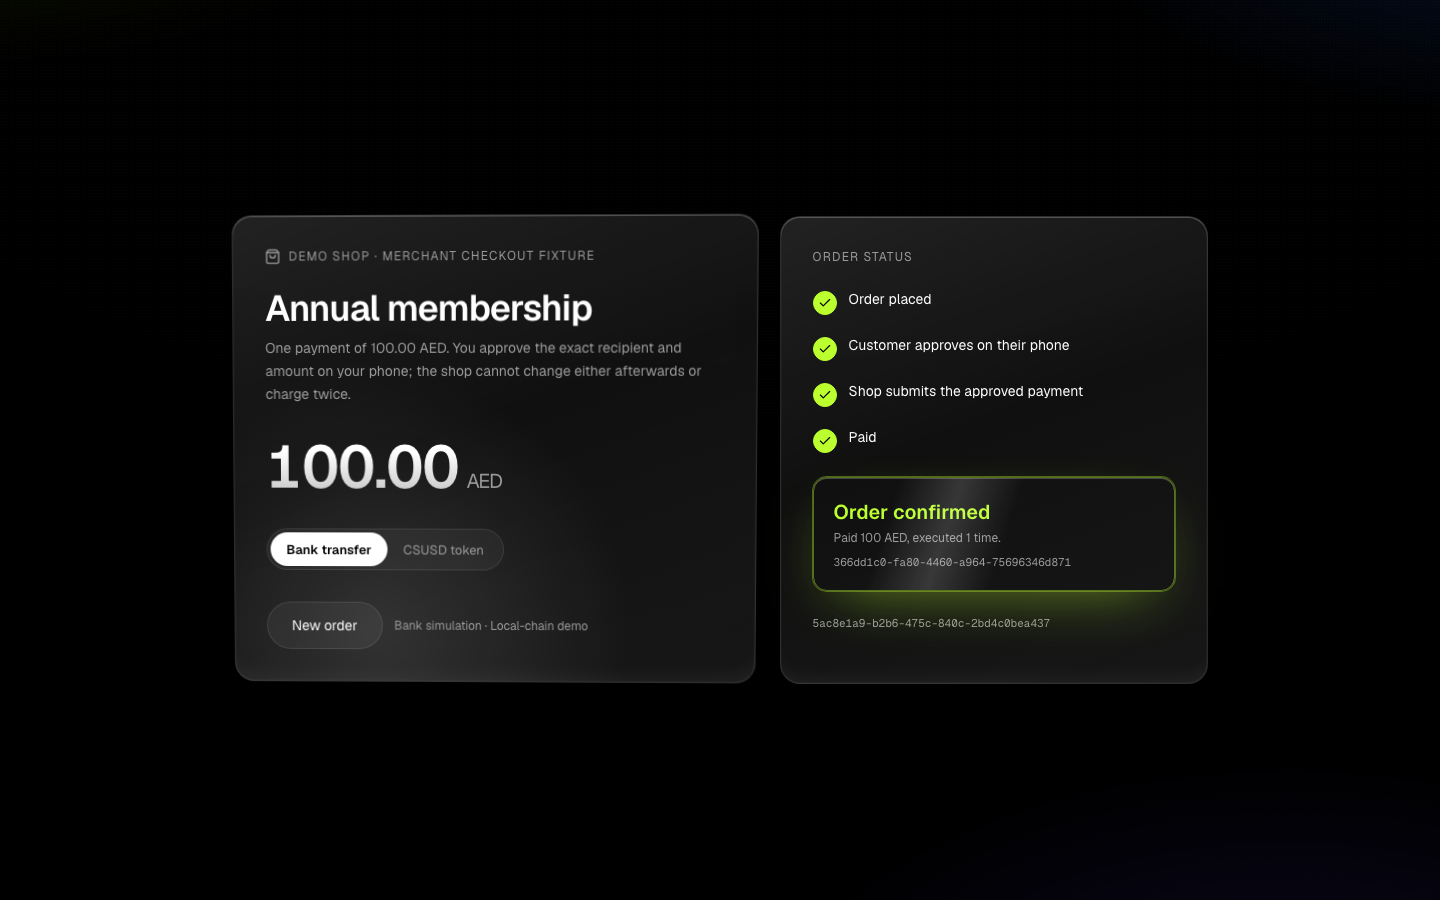 DEMO SHOP · MERCHANT CHECKOUT FIXTURE
Annual membership
One payment of 100.00 AED. You approve the exact recipient and
amount on your phone; the shop cannot change either afterwards or
charge twice.
100.00 AED
Bank transfer
CSUSD token
New order
Bank simulation · Local-chain demo
ORDER STATUS
Order placed
Customer approves on their phone
Shop submits the approved payment
Paid
Order confirmed
Paid 100 AED, executed 1 time.
366dd1c0-fa80-4460-a964-75696346d871
5ac8e1a9-b2b6-475c-840c-2bd4c0bea437